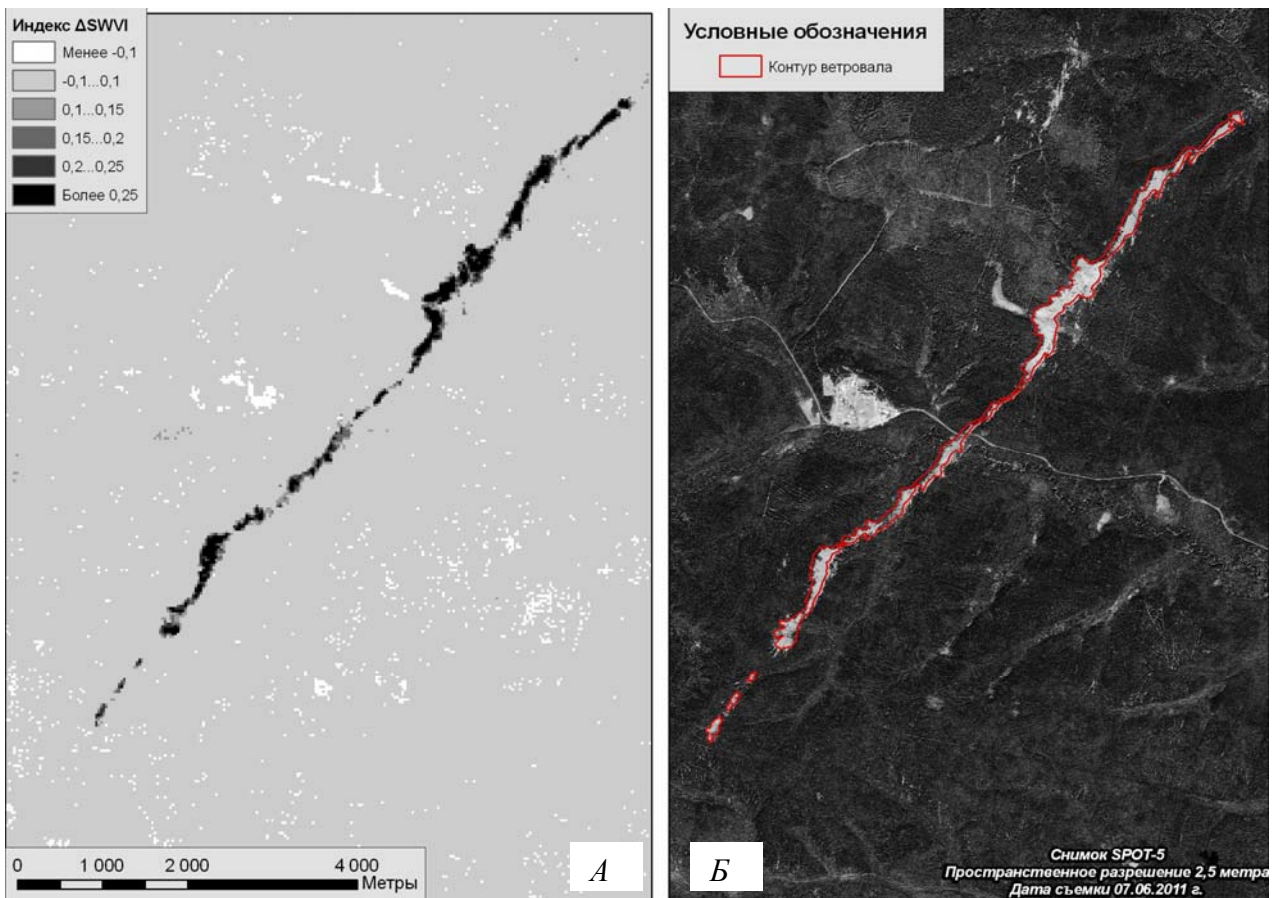 Индекс ΔSWVI
Менее -0,1
-0,1...0,1
0,1...0,15
0,15...0,2
0,2...0,25
Более 0,25
0 1 000 2 000 4 000
Метры
А
Условные обозначения
Контур ветровала
Б
Снимок SPOT-5
Пространственное разрешение 2,5 метра
Дата съемки 07.06.2011 г.